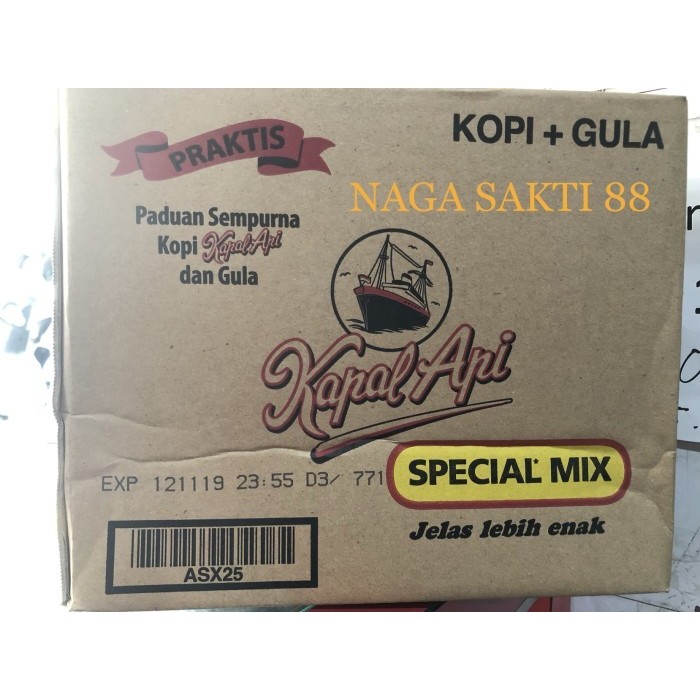 PRAKTIS
KOPI + GULA
NAGA SAKTI 88
Paduan Sempurna
Kopi Kapal Api
dan Gula
Kapal Api
EXP 121119 23:55 D3/ 771
SPECIAL MIX
Jelas lebih enak
ASX25